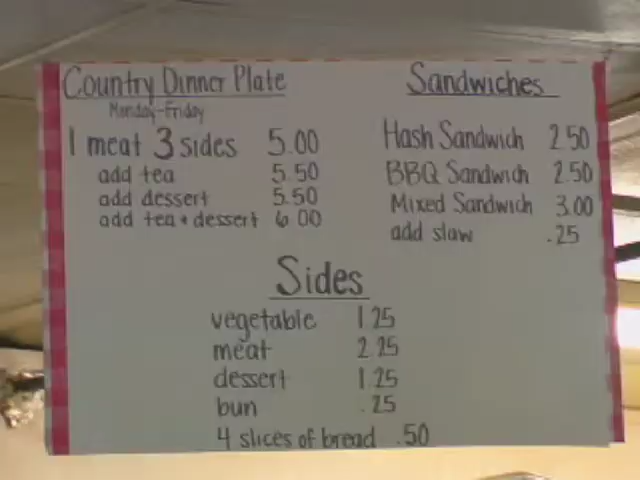 Country Dinner Plate
Monday-Friday
1 meat 3 sides 5.00
add tea 5.50
add dessert 5.50
add tea + dessert 6.00
Sandwiches
Hash Sandwich 2.50
BBQ Sandwich 2.50
Mixed Sandwich 3.00
add slaw .25
Sides
vegetable 1.25
meat 2.25
dessert 1.25
bun .25
4 slices of bread .50